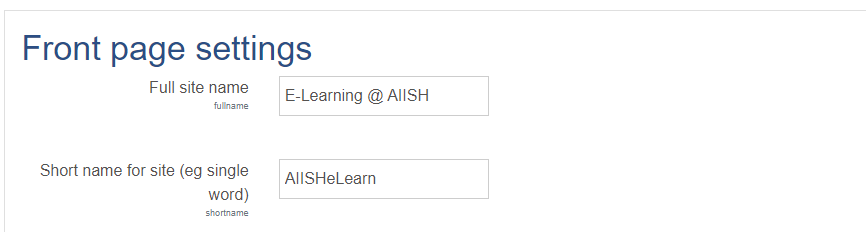 Front page settings
Full site name
fullname
E-Learning @ AIISH
Short name for site (eg single
word)
shortname
AIISHeLearn